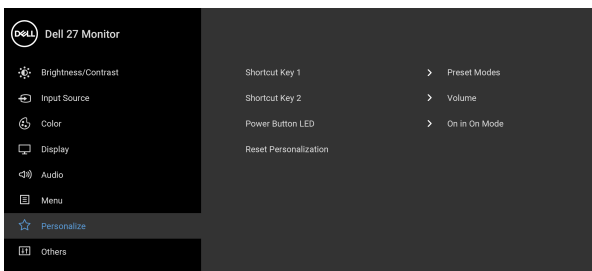 DELL Dell 27 Monitor
Brightness/Contrast
Input Source
Color
Display
Audio
Menu
Personalize
Others
Shortcut Key 1 > Preset Modes
Shortcut Key 2 > Volume
Power Button LED > On in On Mode
Reset Personalization